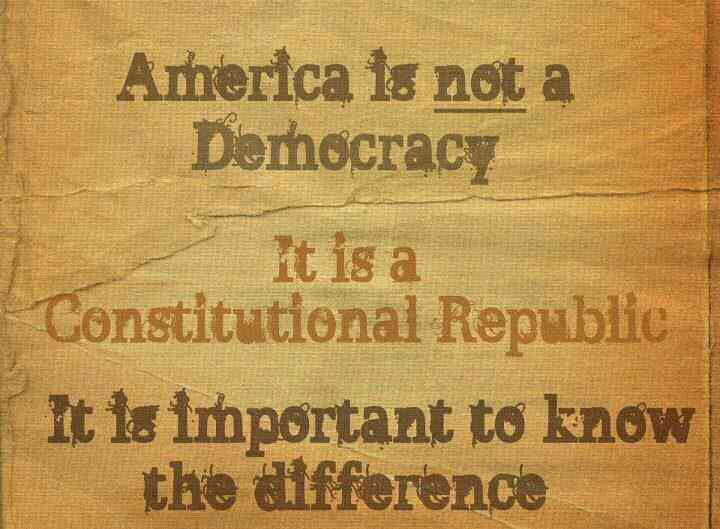 America is not a
Democracy
It is a
Constitutional Republic
It is important to know
the difference